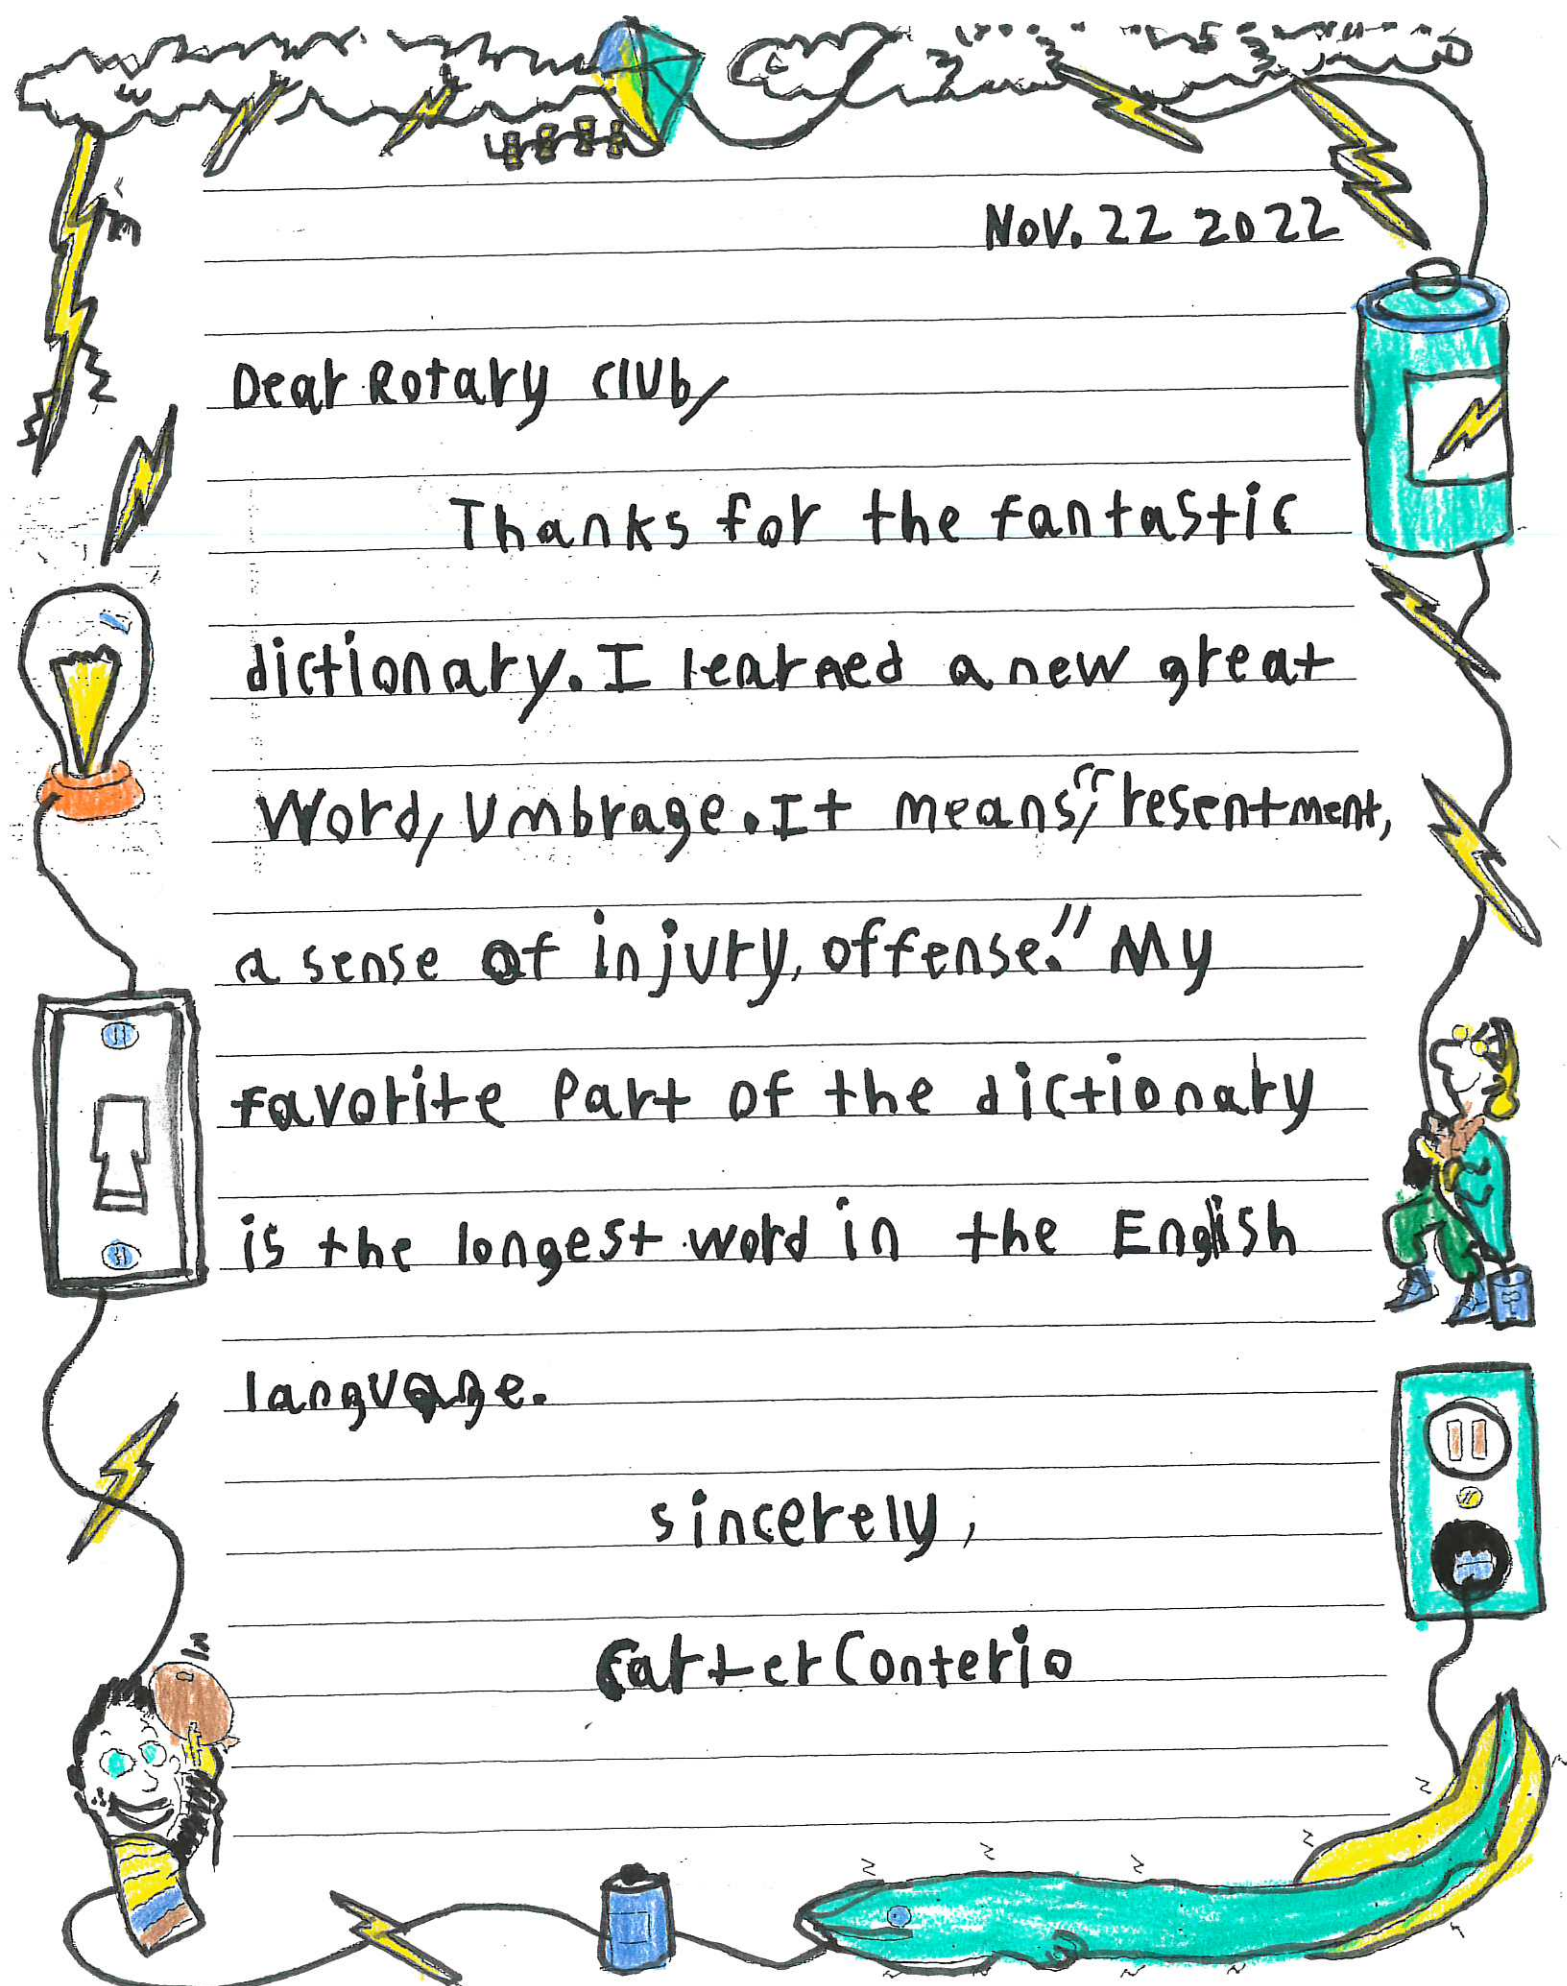 Nov. 22 2022
Dear Rotary Club,
Thanks for the fantastic
dictionary. I learned a new great
Word, Umbrage. It means, "resentment,
a sense of injury, offense." My
favorite Part of the dictionary
is the longest word in the English
language.
sincerely,
Carter Conterio